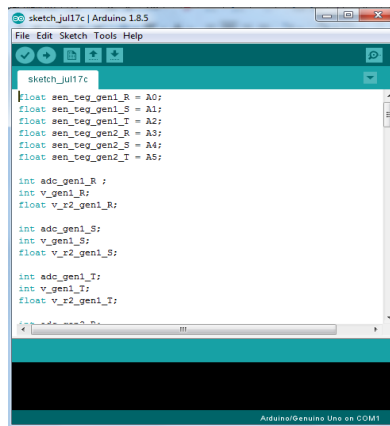 sketch_jul17c | Arduino 1.8.5
File Edit Sketch Tools Help
sketch_jul17c
float sen_teg_gen1_R = A0;
float sen_teg_gen1_S = A1;
float sen_teg_gen1_T = A2;
float sen_teg_gen2_R = A3;
float sen_teg_gen2_S = A4;
float sen_teg_gen2_T = A5;
int adc_gen1_R ;
int v_gen1_R;
float v_r2_gen1_R;
int adc_gen1_S;
int v_gen1_S;
float v_r2_gen1_S;
int adc_gen1_T;
int v_gen1_T;
float v_r2_gen1_T;
int adc_gen2_R;
Arduino/Genuino Uno on COM1